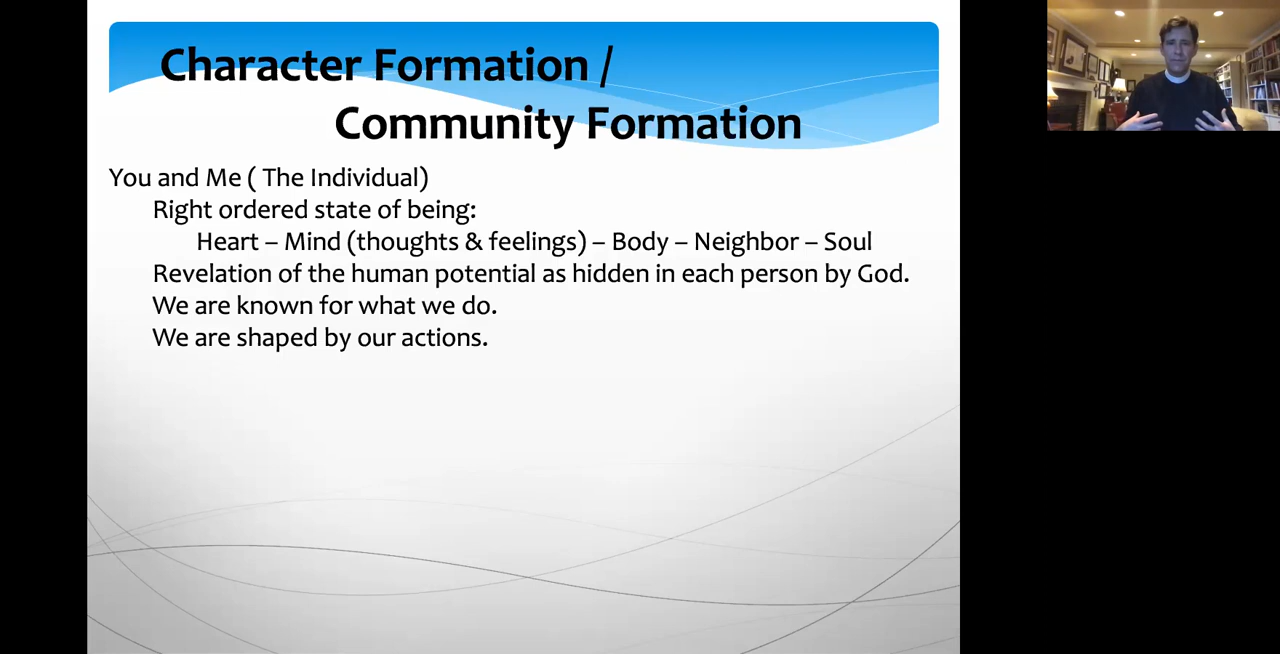 Character Formation /
Community Formation
You and Me ( The Individual)
Right ordered state of being:
Heart – Mind (thoughts & feelings) – Body – Neighbor – Soul
Revelation of the human potential as hidden in each person by God.
We are known for what we do.
We are shaped by our actions.